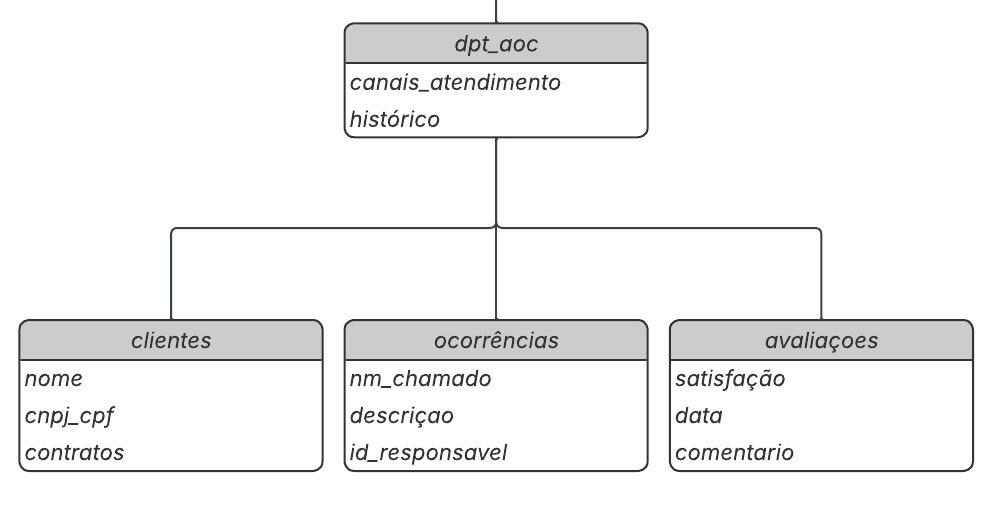 dpt_aoc
canais_atendimento
histórico
clientes
nome
cnpj_cpf
contratos
ocorrências
nm_chamado
descriçao
id_responsavel
avaliaçoes
satisfação
data
comentario